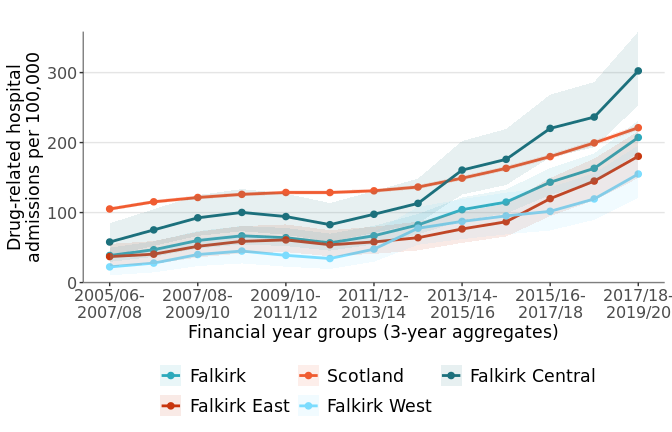 Drug-related hospital
admissions per 100,000
300
200
100
0
2005/06-
2007/08
2007/08-
2009/10
2009/10-
2011/12
2011/12-
2013/14
2013/14-
2015/16
2015/16-
2017/18
2017/18-
2019/20
Financial year groups (3-year aggregates)
Falkirk
Scotland
Falkirk Central
Falkirk East
Falkirk West